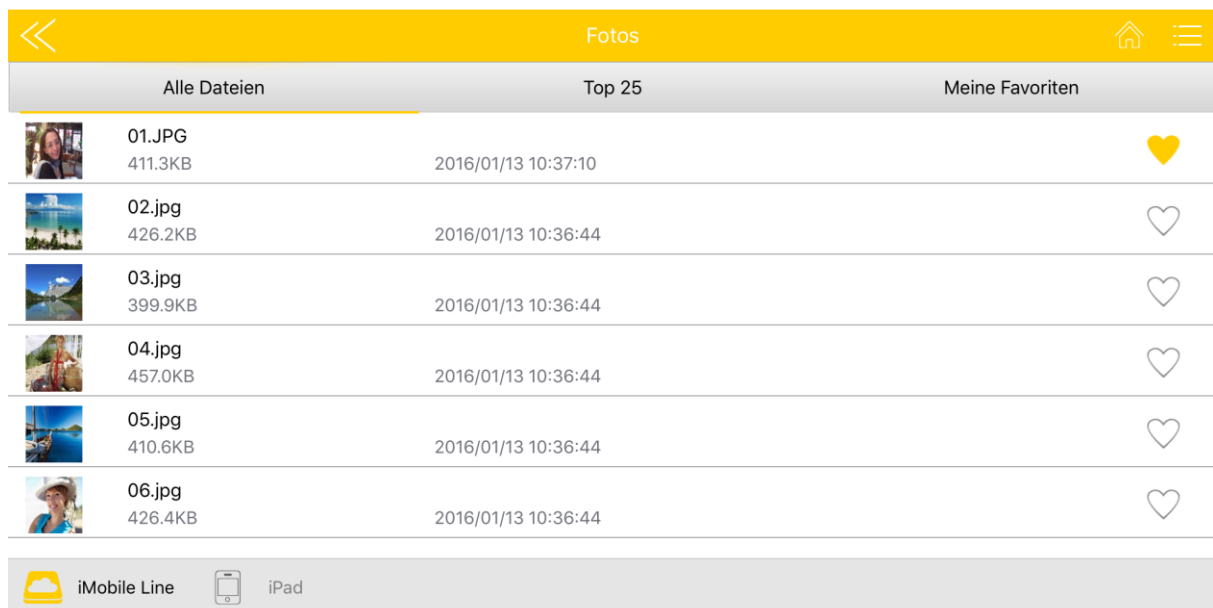 Fotos
Alle Dateien Top 25 Meine Favoriten
01.JPG
411.3KB 2016/01/13 10:37:10
02.jpg
426.2KB 2016/01/13 10:36:44
03.jpg
399.9KB 2016/01/13 10:36:44
04.jpg
457.0KB 2016/01/13 10:36:44
05.jpg
410.6KB 2016/01/13 10:36:44
06.jpg
426.4KB 2016/01/13 10:36:44
iMobile Line iPad